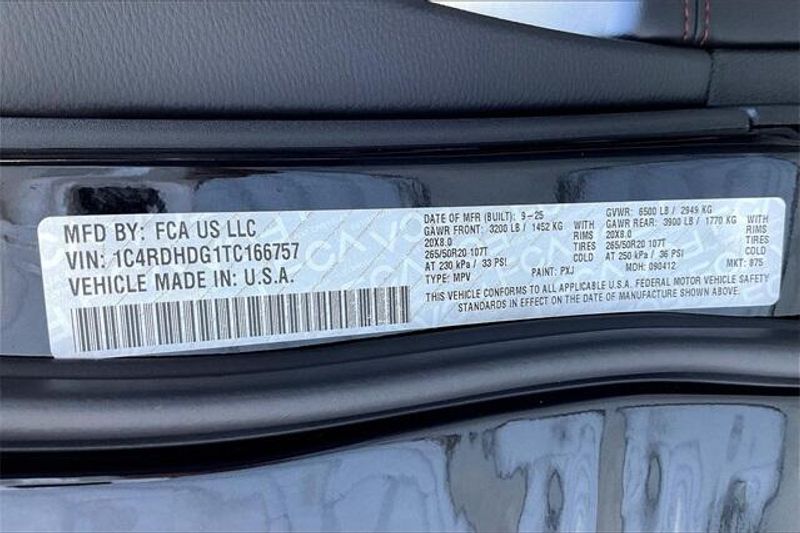 MFD BY: FCA US LLC
VIN: 1C4RDHDG1TC166757
VEHICLE MADE IN: U.S.A.
DATE OF MFR (BUILT): 9-25 GVWR: 6500 LB / 2949 KG
GAWR FRONT: 3200 LB / 1452 KG WITH GAWR REAR: 3900 LB / 1770 KG WITH
20X8.0 RIMS 20X8.0 RIMS
265/50R20 107T TIRES 265/50R20 107T TIRES
AT 230 kPa / 33 PSI COLD AT 250 kPa / 36 PSI COLD
TYPE: MPV PAINT: PXJ MDH: 090412 MKT: 875
THIS VEHICLE CONFORMS TO ALL APPLICABLE U.S.A. FEDERAL MOTOR VEHICLE SAFETY
STANDARDS IN EFFECT ON THE DATE OF MANUFACTURE SHOWN ABOVE.